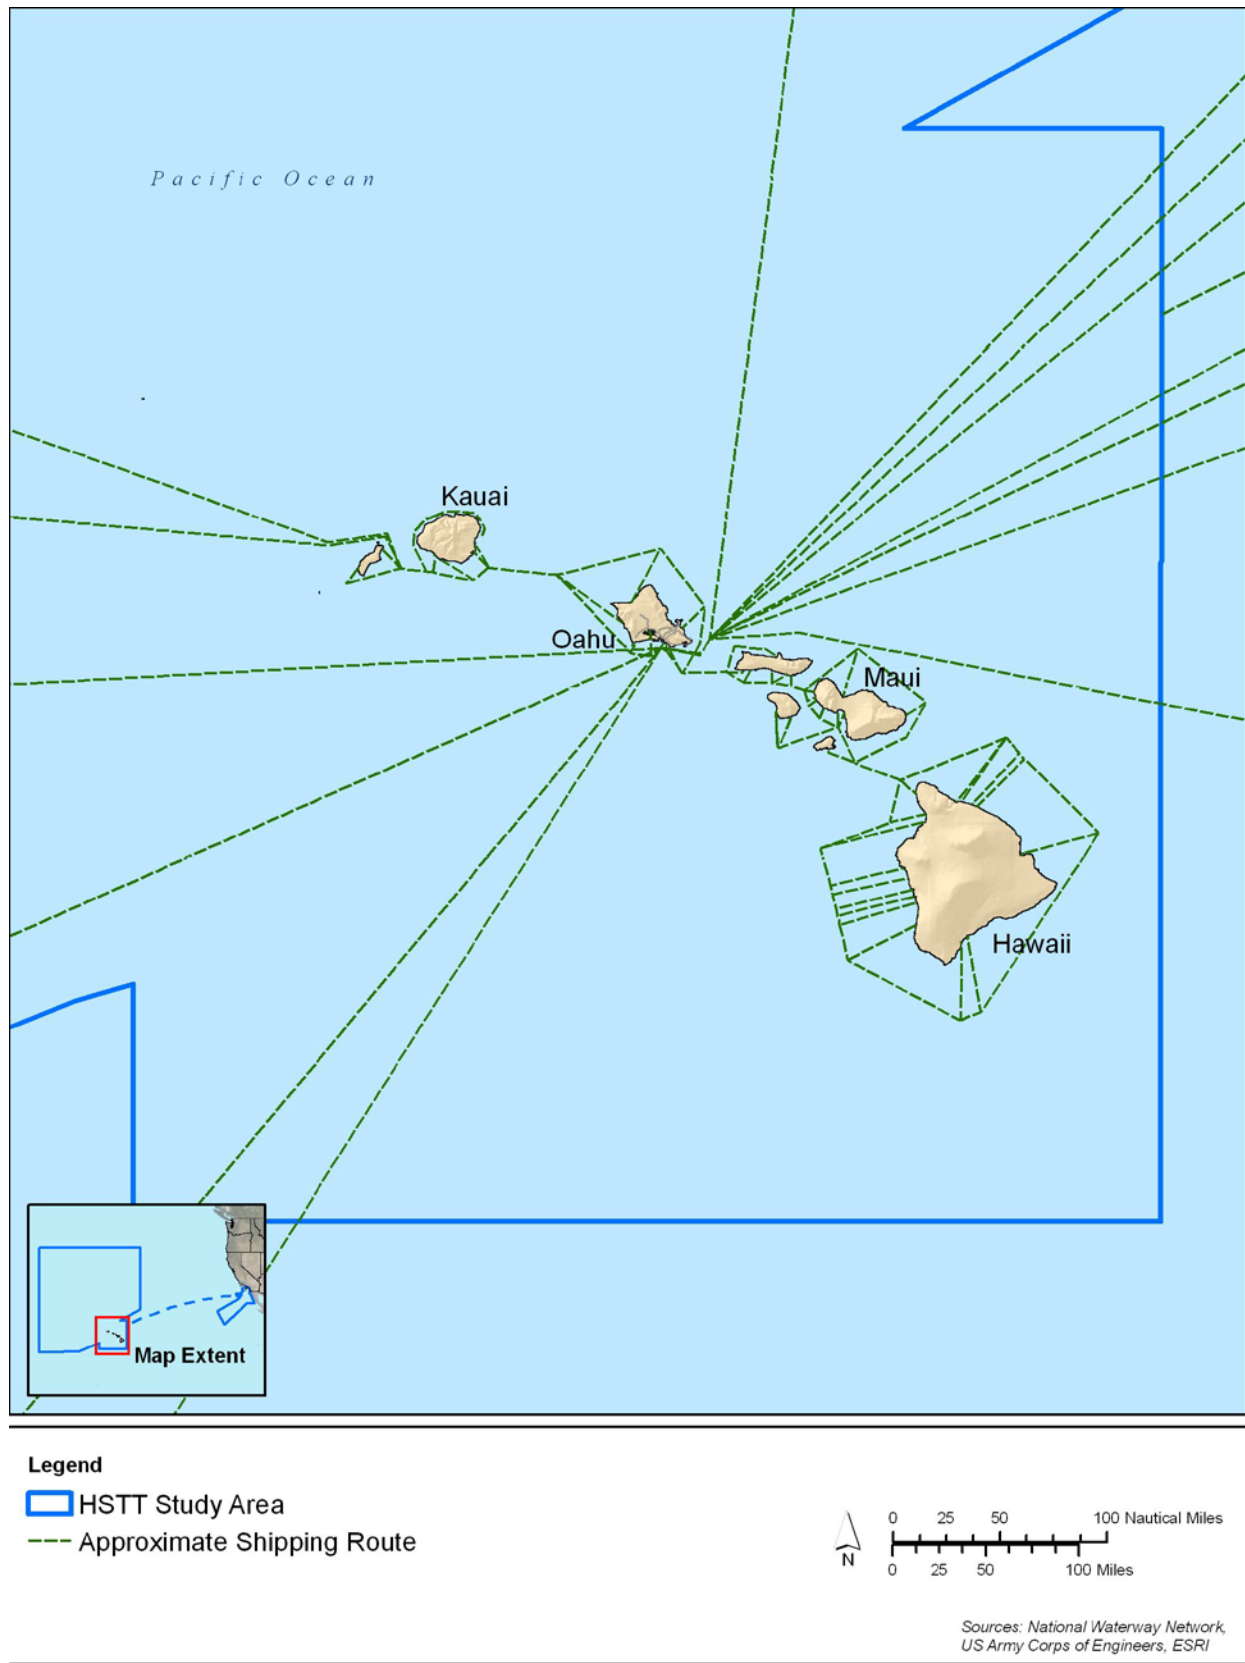 Pacific Ocean
Kauai
Oahu
Maui
Hawaii
Map Extent
Legend
HSTT Study Area
Approximate Shipping Route
N
0 25 50 100 Nautical Miles
0 25 50 100 Miles
Sources: National Waterway Network,
US Army Corps of Engineers, ESRI